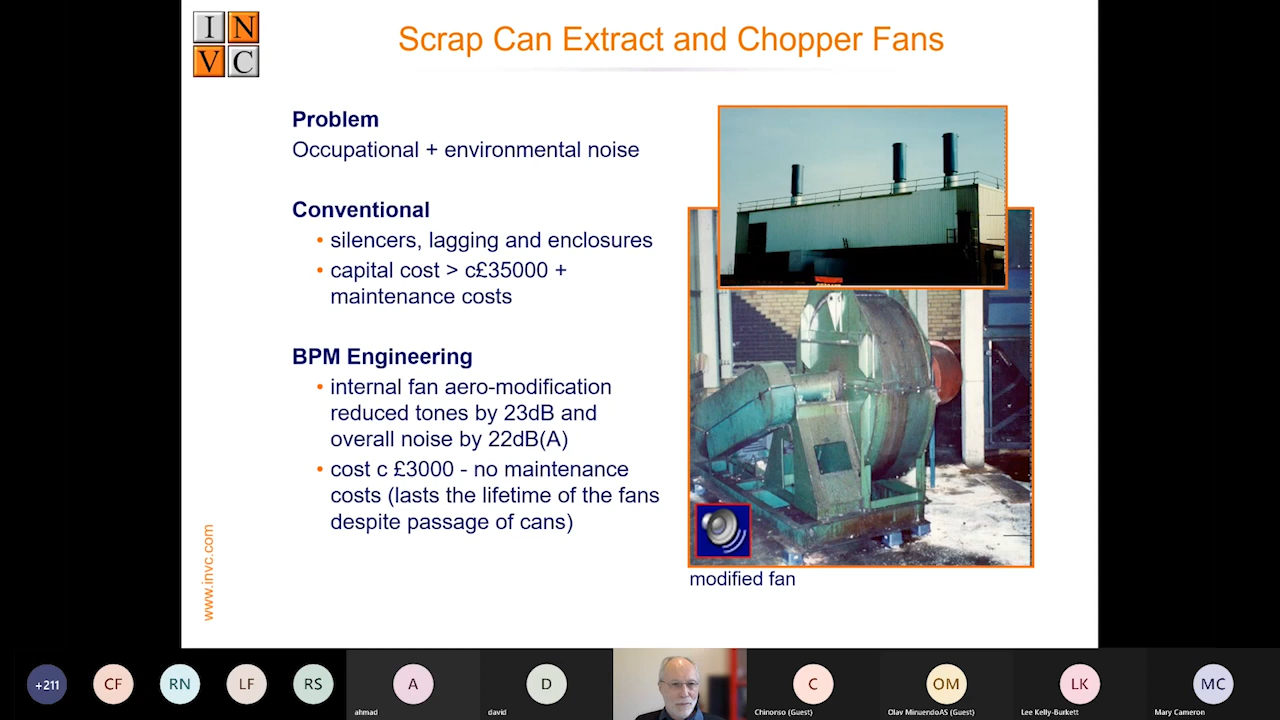 I N
V C
Scrap Can Extract and Chopper Fans
Problem
Occupational + environmental noise
Conventional
• silencers, lagging and enclosures
• capital cost > c£35000 +
maintenance costs
BPM Engineering
• internal fan aero-modification
reduced tones by 23dB and
overall noise by 22dB(A)
• cost c £3000 - no maintenance
costs (lasts the lifetime of the fans
despite passage of cans)
modified fan
www.invc.com
+211
CF
RN
LF
RS
A
ahmad
D
david
C
Chinonso (Guest)
OM
Olav MinuendoAS (Guest)
LK
Lee Kelly-Burkett
MC
Mary Cameron